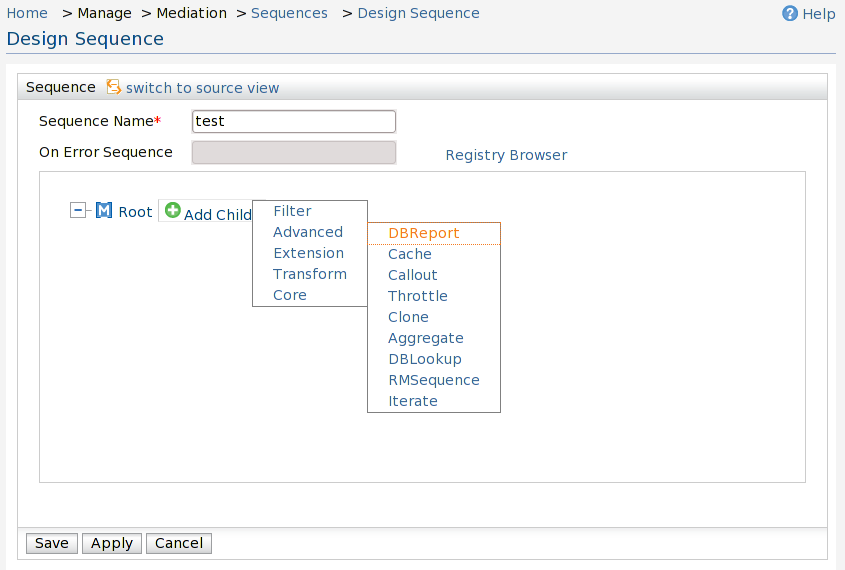 Home > Manage > Mediation > Sequences > Design Sequence Help
Design Sequence
Sequence switch to source view
Sequence Name* test
On Error Sequence Registry Browser
Root Add Child
Filter
Advanced
Extension
Transform
Core
DBReport
Cache
Callout
Throttle
Clone
Aggregate
DBLookup
RMSequence
Iterate
Save Apply Cancel